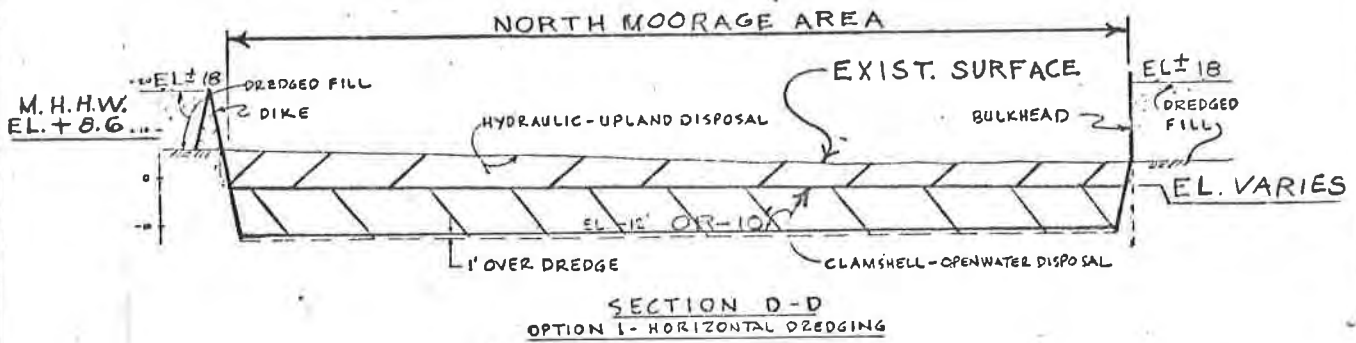 NORTH MOORAGE AREA
EL± 18
DREDGED FILL
DIKE
M.H.H.W.
EL. + 8.6
HYDRAULIC-UPLAND DISPOSAL
EXIST. SURFACE
BULKHEAD
EL± 18
DREDGED
FILL
EL. VARIES
0
-10
EL -12' OR -10'
1' OVER DREDGE
CLAMSHELL-OPENWATER DISPOSAL
SECTION D-D
OPTION 1- HORIZONTAL DREDGING